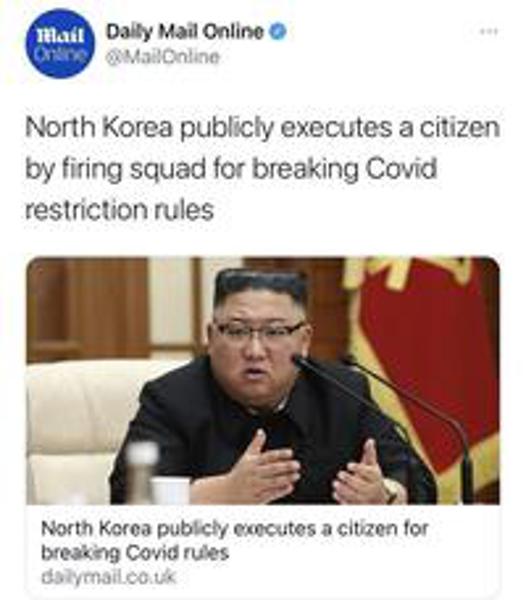 Mail
Online
Daily Mail Online
@MailOnline
North Korea publicly executes a citizen
by firing squad for breaking Covid
restriction rules
North Korea publicly executes a citizen for
breaking Covid rules
dailymail.co.uk